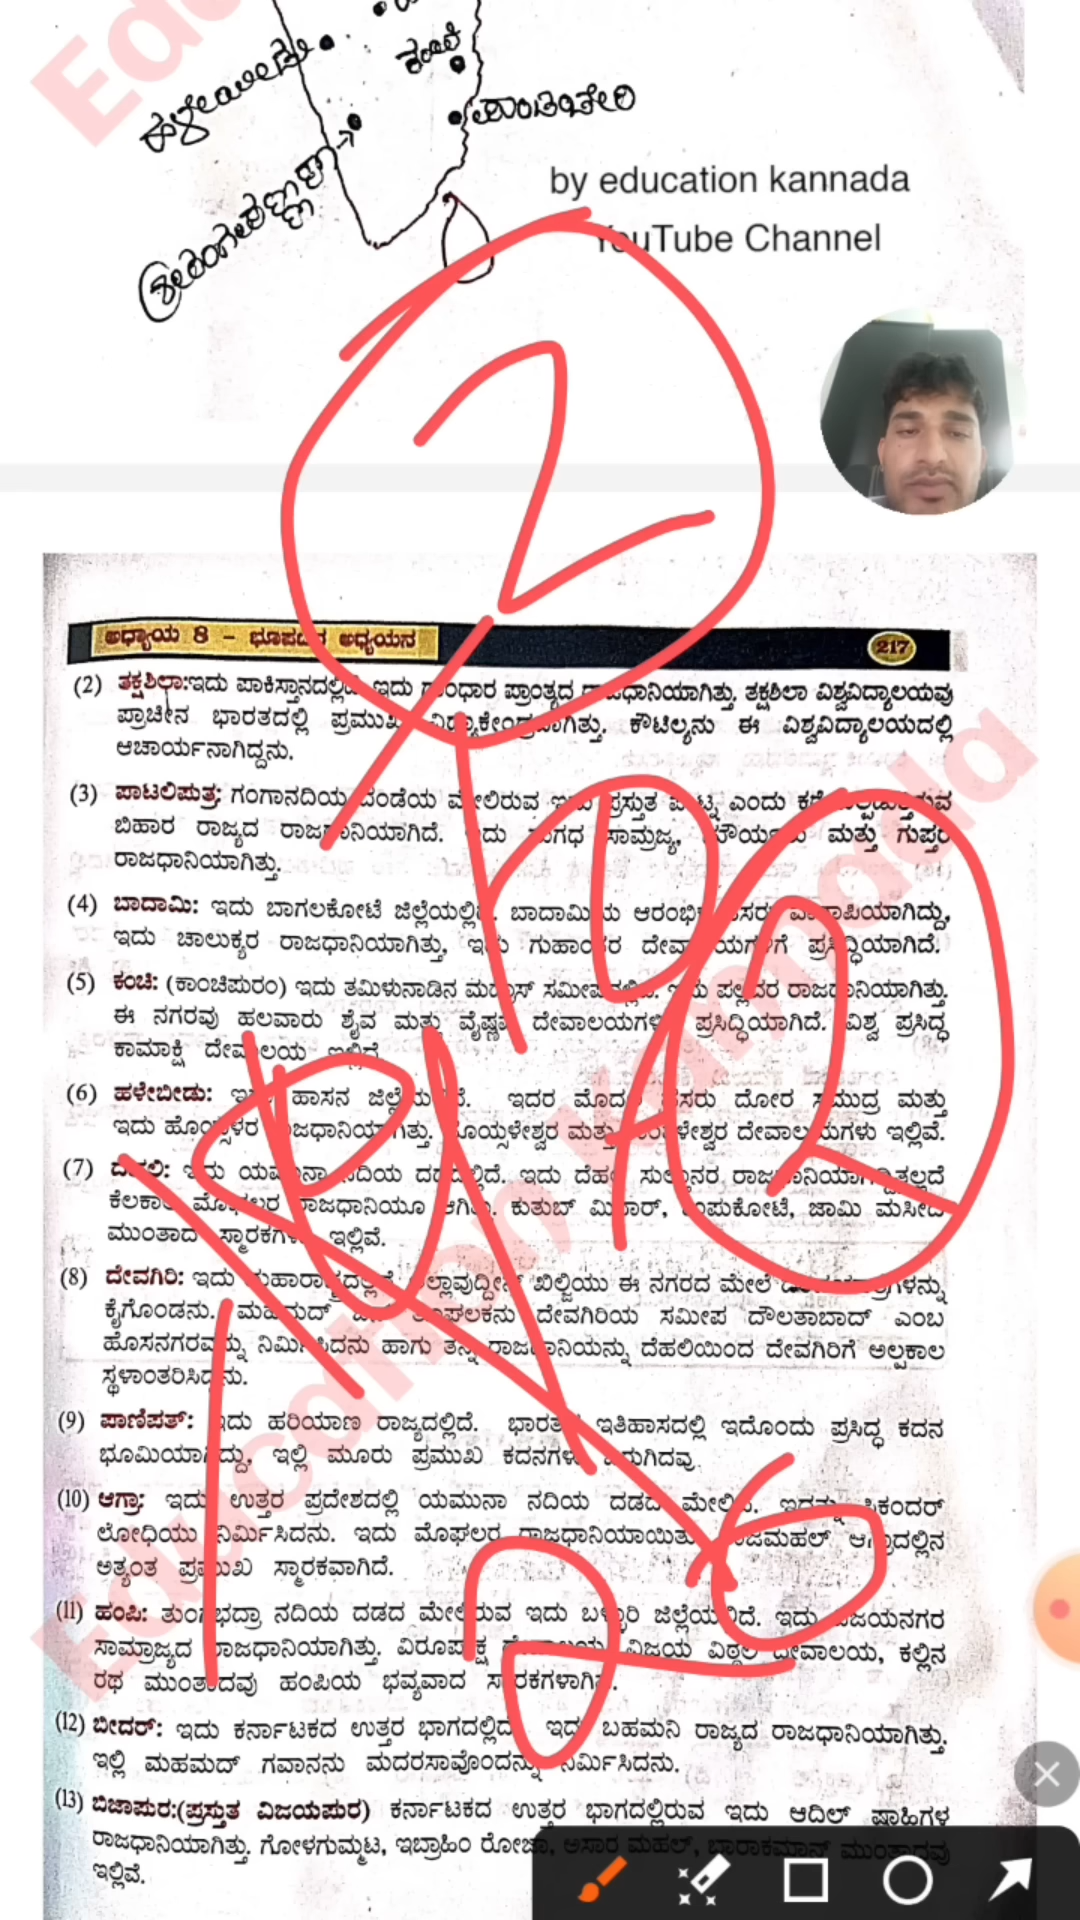 ಹಳೇಬೀಡು
ಕಂಚಿ
ಪಾಂಡಿಚೇರಿ
ಶ್ರೀರಂಗಪಟ್ಟಣ
by education kannada
YouTube Channel
ಅಧ್ಯಾಯ 8 – ಭೂಪಟದ ಅಧ್ಯಯನ 217
(2) ತಕ್ಷಶಿಲಾ:ಇದು ಪಾಕಿಸ್ತಾನದಲ್ಲಿದೆ. ಇದು ಗಾಂಧಾರ ಪ್ರಾಂತ್ಯದ ರಾಜಧಾನಿಯಾಗಿತ್ತು. ತಕ್ಷಶಿಲಾ ವಿಶ್ವವಿದ್ಯಾಲಯವು
ಪ್ರಾಚೀನ ಭಾರತದಲ್ಲಿ ಪ್ರಮುಖ ವಿದ್ಯಾಕೇಂದ್ರವಾಗಿತ್ತು. ಕೌಟಿಲ್ಯನು ಈ ವಿಶ್ವವಿದ್ಯಾಲಯದಲ್ಲಿ
ಆಚಾರ್ಯನಾಗಿದ್ದನು.
(3) ಪಾಟಲಿಪುತ್ರ: ಗಂಗಾನದಿಯ ದಂಡೆಯ ಮೇಲಿರುವ ಇದು ಪ್ರಸ್ತುತ ಪಾಟ್ನ ಎಂದು ಕರೆಯಲ್ಪಡುತ್ತಿರುವ
ಬಿಹಾರ ರಾಜ್ಯದ ರಾಜಧಾನಿಯಾಗಿದೆ. ಇದು ಮಗಧ ಸಾಮ್ರಜ್ಯ, ಮೌರ್ಯರು ಮತ್ತು ಗುಪ್ತರ
ರಾಜಧಾನಿಯಾಗಿತ್ತು.
(4) ಬಾದಾಮಿ: ಇದು ಬಾಗಲಕೋಟೆ ಜಿಲ್ಲೆಯಲ್ಲಿದೆ. ಬಾದಾಮಿಯ ಆರಂಭಿಕ ಹೆಸರು ವಾತಾಪಿಯಾಗಿದ್ದು,
ಇದು ಚಾಲುಕ್ಯರ ರಾಜಧಾನಿಯಾಗಿತ್ತು, ಇದು ಗುಹಾಂತರ ದೇವಾಲಯಗಳಿಗೆ ಪ್ರಸಿದ್ಧಿಯಾಗಿದೆ.
(5) ಕಂಚಿ: (ಕಾಂಚಿಪುರಂ) ಇದು ತಮಿಳುನಾಡಿನ ಮದ್ರಾಸ್ ಸಮೀಪದಲ್ಲಿದೆ. ಇದು ಪಲ್ಲವರ ರಾಜಧಾನಿಯಾಗಿತ್ತು.
ಈ ನಗರವು ಹಲವಾರು ಶೈವ ಮತ್ತು ವೈಷ್ಣವ ದೇವಾಲಯಗಳಿಗೆ ಪ್ರಸಿದ್ಧಿಯಾಗಿದೆ. ವಿಶ್ವ ಪ್ರಸಿದ್ಧ
ಕಾಮಾಕ್ಷಿ ದೇವಾಲಯ ಇಲ್ಲಿದೆ.
(6) ಹಳೇಬೀಡು: ಇದು ಹಾಸನ ಜಿಲ್ಲೆಯಲ್ಲಿದೆ. ಇದರ ಮೊದಲ ಹೆಸರು ದೋರ ಸಮುದ್ರ ಮತ್ತು
ಇದು ಹೊಯ್ಸಳರ ರಾಜಧಾನಿಯಾಗಿತ್ತು. ಹೊಯ್ಸಳೇಶ್ವರ ಮತ್ತು ಶಾಂತಳೇಶ್ವರ ದೇವಾಲಯಗಳು ಇಲ್ಲಿವೆ.
(7) ದೆಹಲಿ: ಇದು ಯಮುನಾ ನದಿಯ ದಡದಲ್ಲಿದೆ. ಇದು ದೆಹಲಿ ಸುಲ್ತಾನರ ರಾಜಧಾನಿಯಾಗಿದ್ದಲ್ಲದೆ
ಕೆಲಕಾಲ ಮೊಘಲರ ರಾಜಧಾನಿಯೂ ಆಗಿತ್ತು. ಕುತುಬ್ ಮಿನಾರ್, ಕೆಂಪುಕೋಟೆ, ಜಾಮಿ ಮಸೀದಿ
ಮುಂತಾದ ಸ್ಮಾರಕಗಳು ಇಲ್ಲಿವೆ.
(8) ದೇವಗಿರಿ: ಇದು ಮಹಾರಾಷ್ಟ್ರದಲ್ಲಿದೆ. ಅಲ್ಲಾವುದ್ದೀನ್ ಖಿಲ್ಜಿಯು ಈ ನಗರದ ಮೇಲೆ
ಕೈಗೊಂಡನು. ಮಹಮದ್ ಬಿನ್ ತುಘಲಕನು ದೇವಗಿರಿಯ ಸಮೀಪ ದೌಲತಾಬಾದ್ ಎಂಬ
ಹೊಸನಗರವನ್ನು ನಿರ್ಮಿಸಿದನು ಹಾಗು ತನ್ನ ರಾಜಧಾನಿಯನ್ನು ದೆಹಲಿಯಿಂದ ದೇವಗಿರಿಗೆ ಅಲ್ಪಕಾಲ
ಸ್ಥಳಾಂತರಿಸಿದ್ದನು.
(9) ಪಾಣಿಪತ್: ಇದು ಹರಿಯಾಣ ರಾಜ್ಯದಲ್ಲಿದೆ. ಭಾರತದ ಇತಿಹಾಸದಲ್ಲಿ ಇದೊಂದು ಪ್ರಸಿದ್ಧ ಕದನ
ಭೂಮಿಯಾಗಿದ್ದು, ಇಲ್ಲಿ ಮೂರು ಪ್ರಮುಖ ಕದನಗಳು ಜರುಗಿದವು.
(10) ಆಗ್ರಾ: ಇದು ಉತ್ತರ ಪ್ರದೇಶದಲ್ಲಿ ಯಮುನಾ ನದಿಯ ದಡದ ಮೇಲಿದೆ. ಇದನ್ನು ಸಿಕಂದರ್
ಲೋಧಿಯು ನಿರ್ಮಿಸಿದನು. ಇದು ಮೊಘಲರ ರಾಜಧಾನಿಯಾಯಿತು. ತಾಜಮಹಲ್ ಆಗ್ರಾದಲ್ಲಿನ
ಅತ್ಯಂತ ಪ್ರಮುಖ ಸ್ಮಾರಕವಾಗಿದೆ.
(11) ಹಂಪಿ: ತುಂಗಭದ್ರಾ ನದಿಯ ದಡದ ಮೇಲಿರುವ ಇದು ಬಳ್ಳಾರಿ ಜಿಲ್ಲೆಯಲ್ಲಿದೆ. ಇದು ವಿಜಯನಗರ
ಸಾಮ್ರಾಜ್ಯದ ರಾಜಧಾನಿಯಾಗಿತ್ತು. ವಿರೂಪಾಕ್ಷ ದೇವಾಲಯ, ವಿಜಯ ವಿಠ್ಠಲ ದೇವಾಲಯ, ಕಲ್ಲಿನ
ರಥ ಮುಂತಾದವು ಹಂಪಿಯ ಭವ್ಯವಾದ ಸ್ಮಾರಕಗಳಾಗಿವೆ.
(12) ಬೀದರ್: ಇದು ಕರ್ನಾಟಕದ ಉತ್ತರ ಭಾಗದಲ್ಲಿದೆ. ಇದು ಬಹಮನಿ ರಾಜ್ಯದ ರಾಜಧಾನಿಯಾಗಿತ್ತು.
ಇಲ್ಲಿ ಮಹಮದ್ ಗವಾನನು ಮದರಸಾವೊಂದನ್ನು ನಿರ್ಮಿಸಿದನು.
(13) ಬಿಜಾಪುರ:(ಪ್ರಸ್ತುತ ವಿಜಯಪುರ) ಕರ್ನಾಟಕದ ಉತ್ತರ ಭಾಗದಲ್ಲಿರುವ ಇದು ಆದಿಲ್ ಷಾಹಿಗಳ
ರಾಜಧಾನಿಯಾಗಿತ್ತು. ಗೋಳಗುಮ್ಮಟ, ಇಬ್ರಾಹಿಂ ರೋಜಾ, ಅಸಾರ ಮಹಲ್, ಬಾರಾಕಮಾನ್ ಮುಂತಾದವು
ಇಲ್ಲಿವೆ.